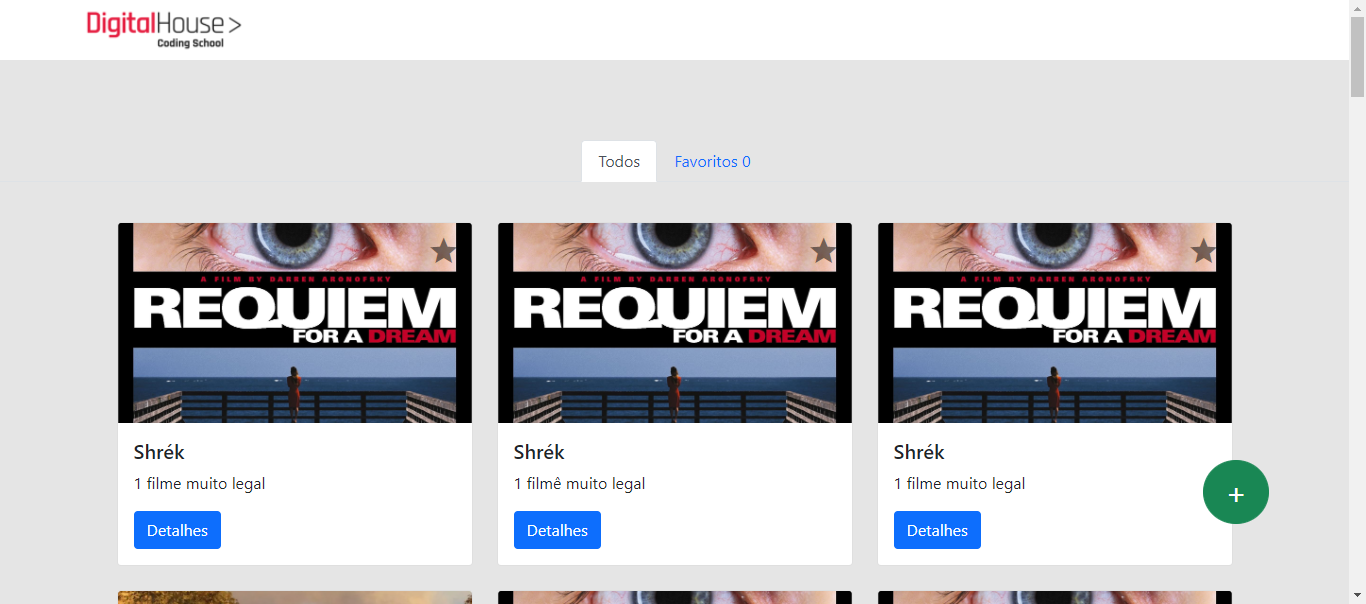 DigitalHouse>
Coding School
Todos
Favoritos 0
A FILM BY DARREN ARONOFSKY
REQUIEM
FOR A DREAM
Shrék
1 filme muito legal
Detalhes
A FILM BY DARREN ARONOFSKY
REQUIEM
FOR A DREAM
Shrék
1 filmê muito legal
Detalhes
A FILM BY DARREN ARONOFSKY
REQUIEM
FOR A DREAM
Shrék
1 filme muito legal
Detalhes
+